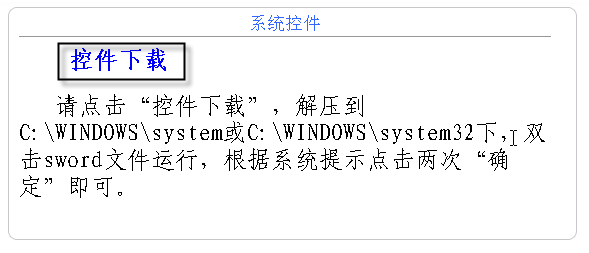 系统控件
控件下载
请点击“控件下载”，解压到
C:\WINDOWS\system或C:\WINDOWS\system32下，双
击sword文件运行，根据系统提示点击两次“确
定”即可。